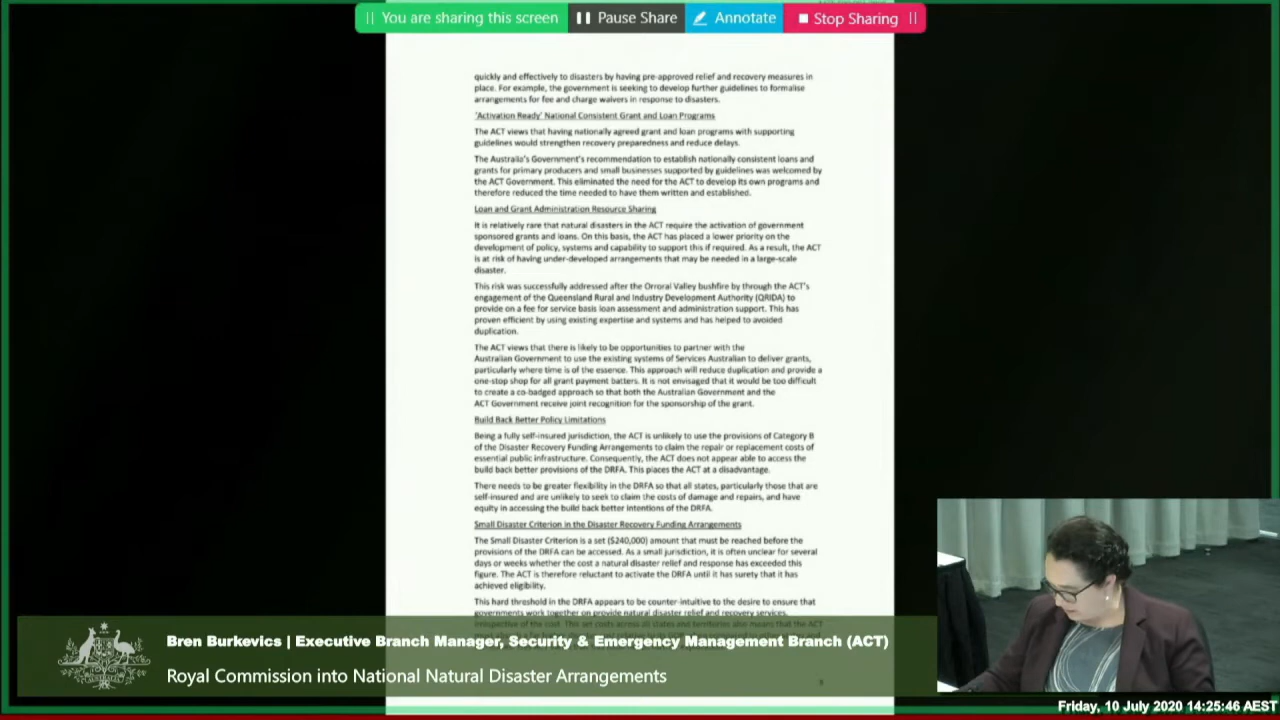 You are sharing this screen
Pause Share
Annotate
Stop Sharing
quickly and effectively to disasters by having pre-approved relief and recovery measures in
place. For example, the government is seeking to develop further guidelines to formalise
arrangements for fee and charge waivers in response to disasters.
'Activation Ready' National Consistent Grant and Loan Programs
The ACT views that having nationally agreed grant and loan programs with supporting
guidelines would strengthen recovery preparedness and reduce delays.
The Australia's Government's recommendation to establish nationally consistent loans and
grants for primary producers and small businesses supported by guidelines was welcomed by
the ACT Government. This eliminated the need for the ACT to develop its own programs and
therefore reduced the time needed to have them written and established.
Loan and Grant Administration Resource Sharing
It is relatively rare that natural disasters in the ACT require the activation of government
sponsored grants and loans. On this basis, the ACT has placed a lower priority on the
development of policy, systems and capability to support this if required. As a result, the ACT
is at risk of having under-developed arrangements that may be needed in a large-scale
disaster.
This risk was successfully addressed after the Orroral Valley bushfire by through the ACT's
engagement of the Queensland Rural and Industry Development Authority (QRIDA) to
provide on a fee for service basis loan assessment and administration support. This has
proven efficient by using existing expertise and systems and has helped to avoided
duplication.
The ACT views that there is likely to be opportunities to partner with the
Australian Government to use the existing systems of Services Australian to deliver grants,
particularly where time is of the essence. This approach will reduce duplication and provide a
one-stop shop for all grant payment batters. It is not envisaged that it would be too difficult
to create a co-badged approach so that both the Australian Government and the
ACT Government receive joint recognition for the sponsorship of the grant.
Build Back Better Policy Limitations
Being a fully self-insured jurisdiction, the ACT is unlikely to use the provisions of Category B
of the Disaster Recovery Funding Arrangements to claim the repair or replacement costs of
essential public infrastructure. Consequently, the ACT does not appear able to access the
build back better provisions of the DRFA. This places the ACT at a disadvantage.
There needs to be greater flexibility in the DRFA so that all states, particularly those that are
self-insured and are unlikely to seek to claim the costs of damage and repairs, and have
equity in accessing the build back better intentions of the DRFA.
Small Disaster Criterion in the Disaster Recovery Funding Arrangements
The Small Disaster Criterion is a set ($240,000) amount that must be reached before the
provisions of the DRFA can be accessed. As a small jurisdiction, it is often unclear for several
days or weeks whether the cost a natural disaster relief and response has exceeded this
figure. The ACT is therefore reluctant to activate the DRFA until it has surety that it has
achieved eligibility.
This hard threshold in the DRFA appears to be counter-intuitive to the desire to ensure that
governments work together on provide natural disaster relief and recovery services,
irrespective of the cost. This set costs across all states and territories also means that the ACT
Bren Burkevics | Executive Branch Manager, Security & Emergency Management Branch (ACT)
Royal Commission into National Natural Disaster Arrangements
Friday, 10 July 2020 14:25:46 AEST